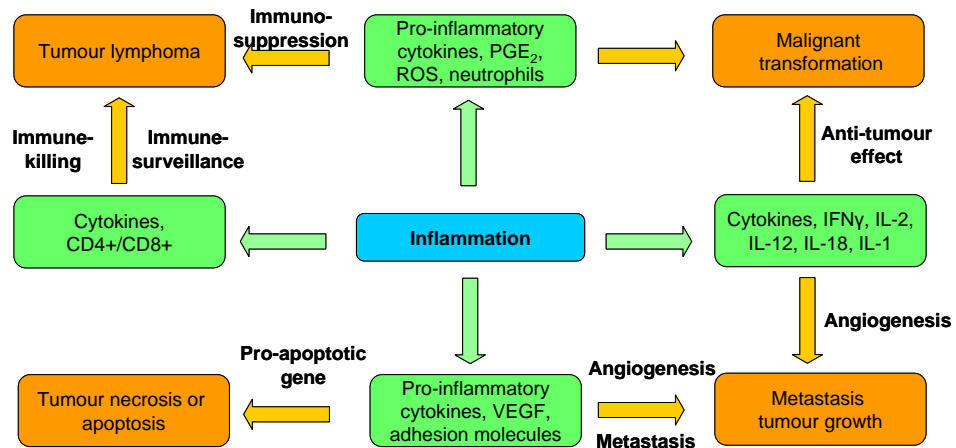 Tumour lymphoma
Immuno-
suppression
Pro-inflammatory
cytokines, PGE₂,
ROS, neutrophils
Malignant
transformation
Immune-
killing
Immune-
surveillance
Anti-tumour
effect
Cytokines,
CD4+/CD8+
Inflammation
Cytokines, IFNγ, IL-2,
IL-12, IL-18, IL-1
Angiogenesis
Pro-apoptotic
gene
Angiogenesis
Metastasis
Tumour necrosis or
apoptosis
Pro-inflammatory
cytokines, VEGF,
adhesion molecules
Metastasis
tumour growth